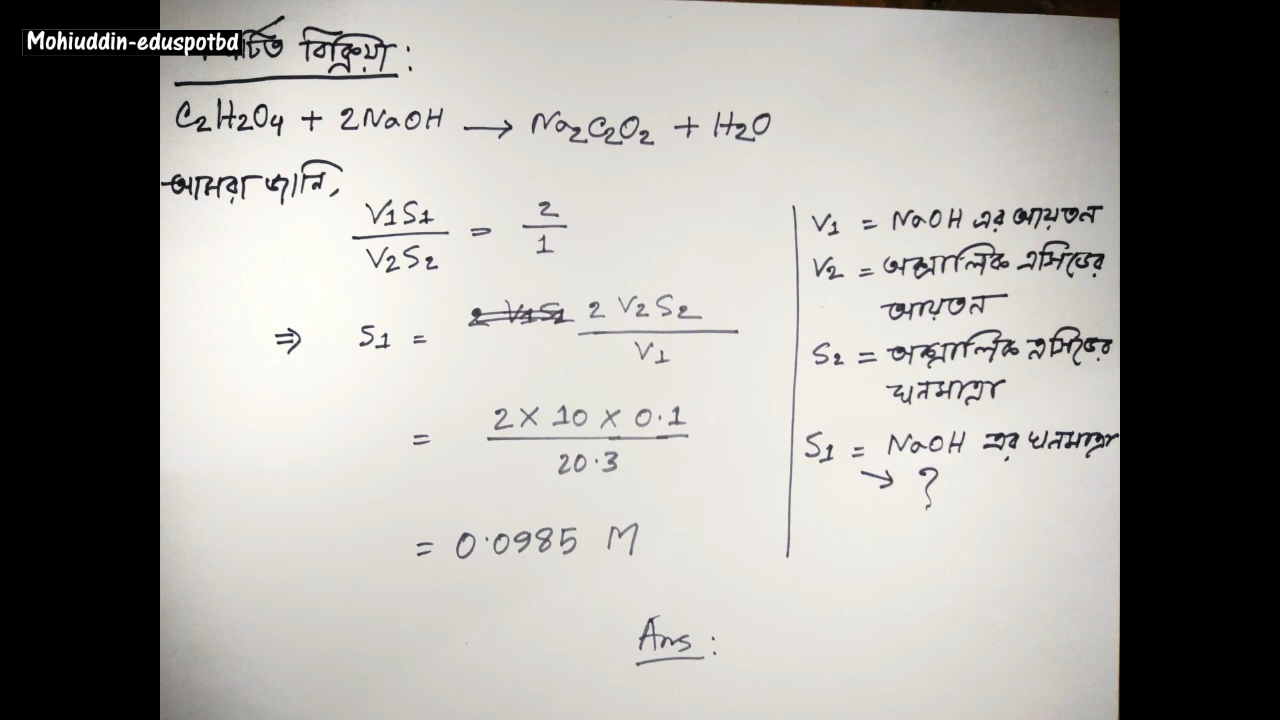 Mohiuddin-eduspotbd
বিক্রিয়া :
C2H2O4 + 2NaOH → Na2C2O2 + H2O
আমরা জানি,
V1S1 / V2S2 = 2 / 1
⇒ S1 = 2 V2S2 / V1
= 2 × 10 × 0.1 / 20.3
= 0.0985 M
Ans :
V1 = NaOH এর আয়তন
V2 = অক্সালিক এসিডের
আয়তন
S2 = অক্সালিক এসিডের
ঘনমাত্রা
S1 = NaOH এর ঘনমাত্রা
→ ?